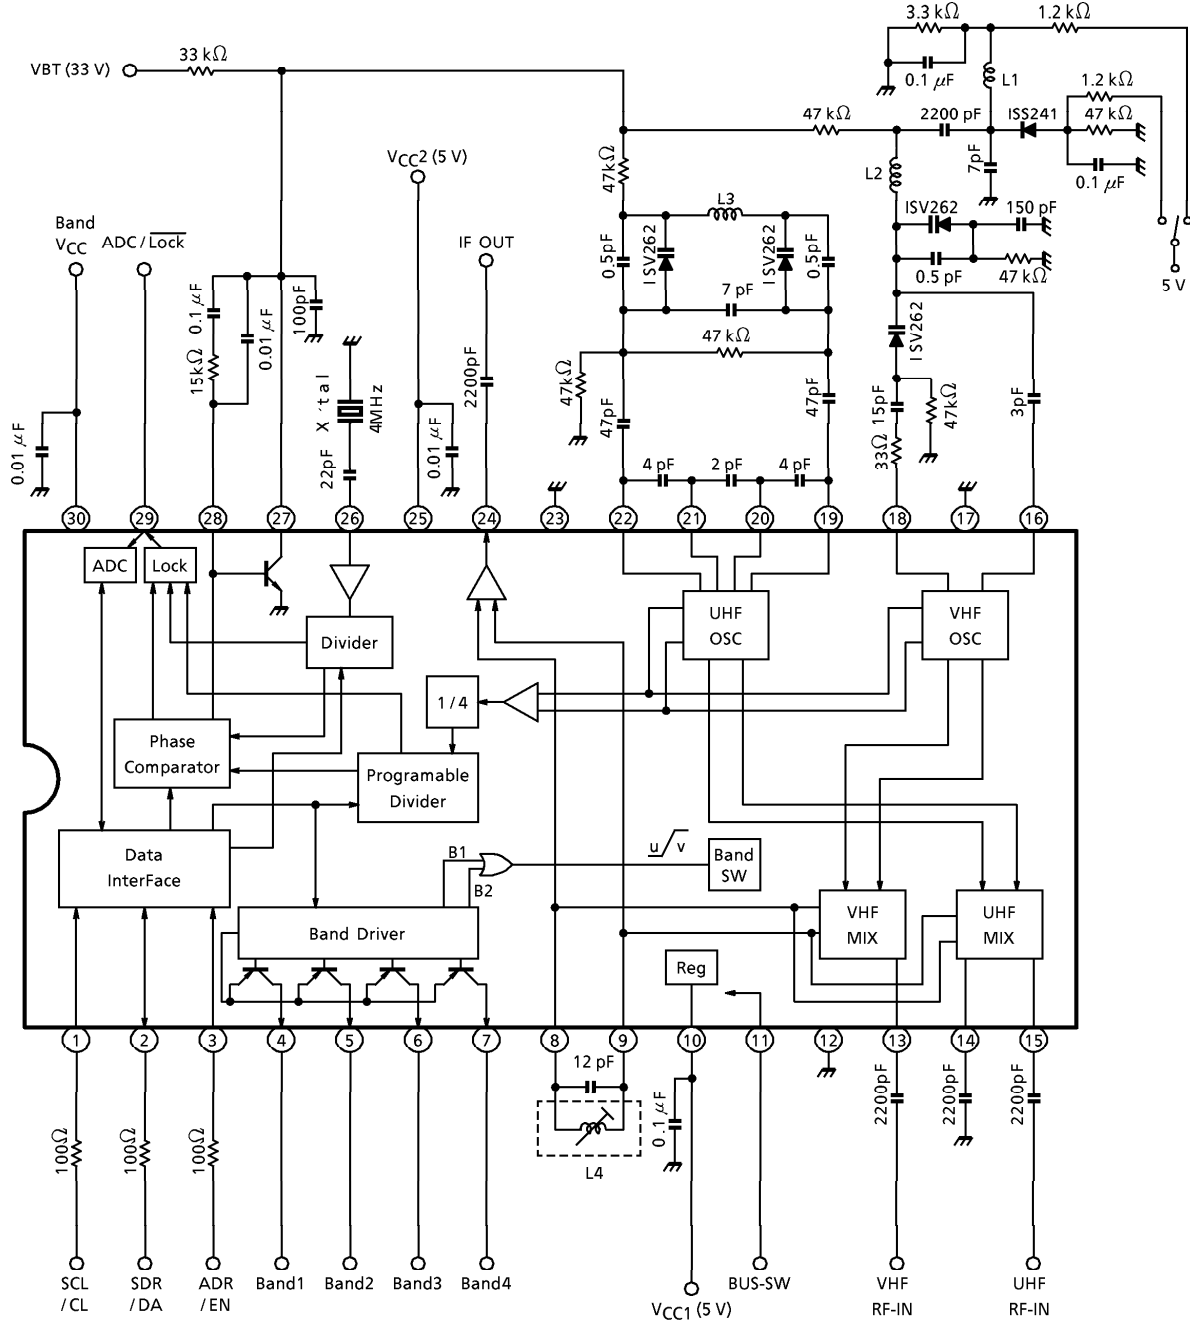 3.3 kΩ
1.2 kΩ
33 kΩ
VBT (33 V)
0.1 μF
L1
1.2 kΩ
47 kΩ
2200 pF
ISS241
47 kΩ
VCC2 (5 V)
47kΩ
L2
7pF
0.1 μF
Band
VCC
ADC / Lock
IF OUT
L3
ISV262
150 pF
0.5pF
ISV262
ISV262
0.5pF
0.5 pF
47 kΩ
5 V
7 pF
0.1 μF
0.01 μF
100pF
15kΩ
47 kΩ
ISV262
X'tal
4MHz
2200pF
47kΩ
47pF
47pF
15pF
47kΩ
3pF
0.01 μF
22pF
0.01 μF
33Ω
4 pF
2 pF
4 pF
30
29
28
27
26
25
24
23
22
21
20
19
18
17
16
ADC
Lock
UHF
OSC
VHF
OSC
Divider
1 / 4
Phase
Comparator
Programable
Divider
Data
InterFace
B1
B2
u
v
Band
SW
Band Driver
VHF
MIX
UHF
MIX
Reg
1
2
3
4
5
6
7
8
9
10
11
12
13
14
15
12 pF
L4
0.1 μF
2200pF
2200pF
2200pF
100Ω
100Ω
100Ω
SCL
/ CL
SDR
/ DA
ADR
/ EN
Band1
Band2
Band3
Band4
VCC1 (5 V)
BUS-SW
VHF
RF-IN
UHF
RF-IN